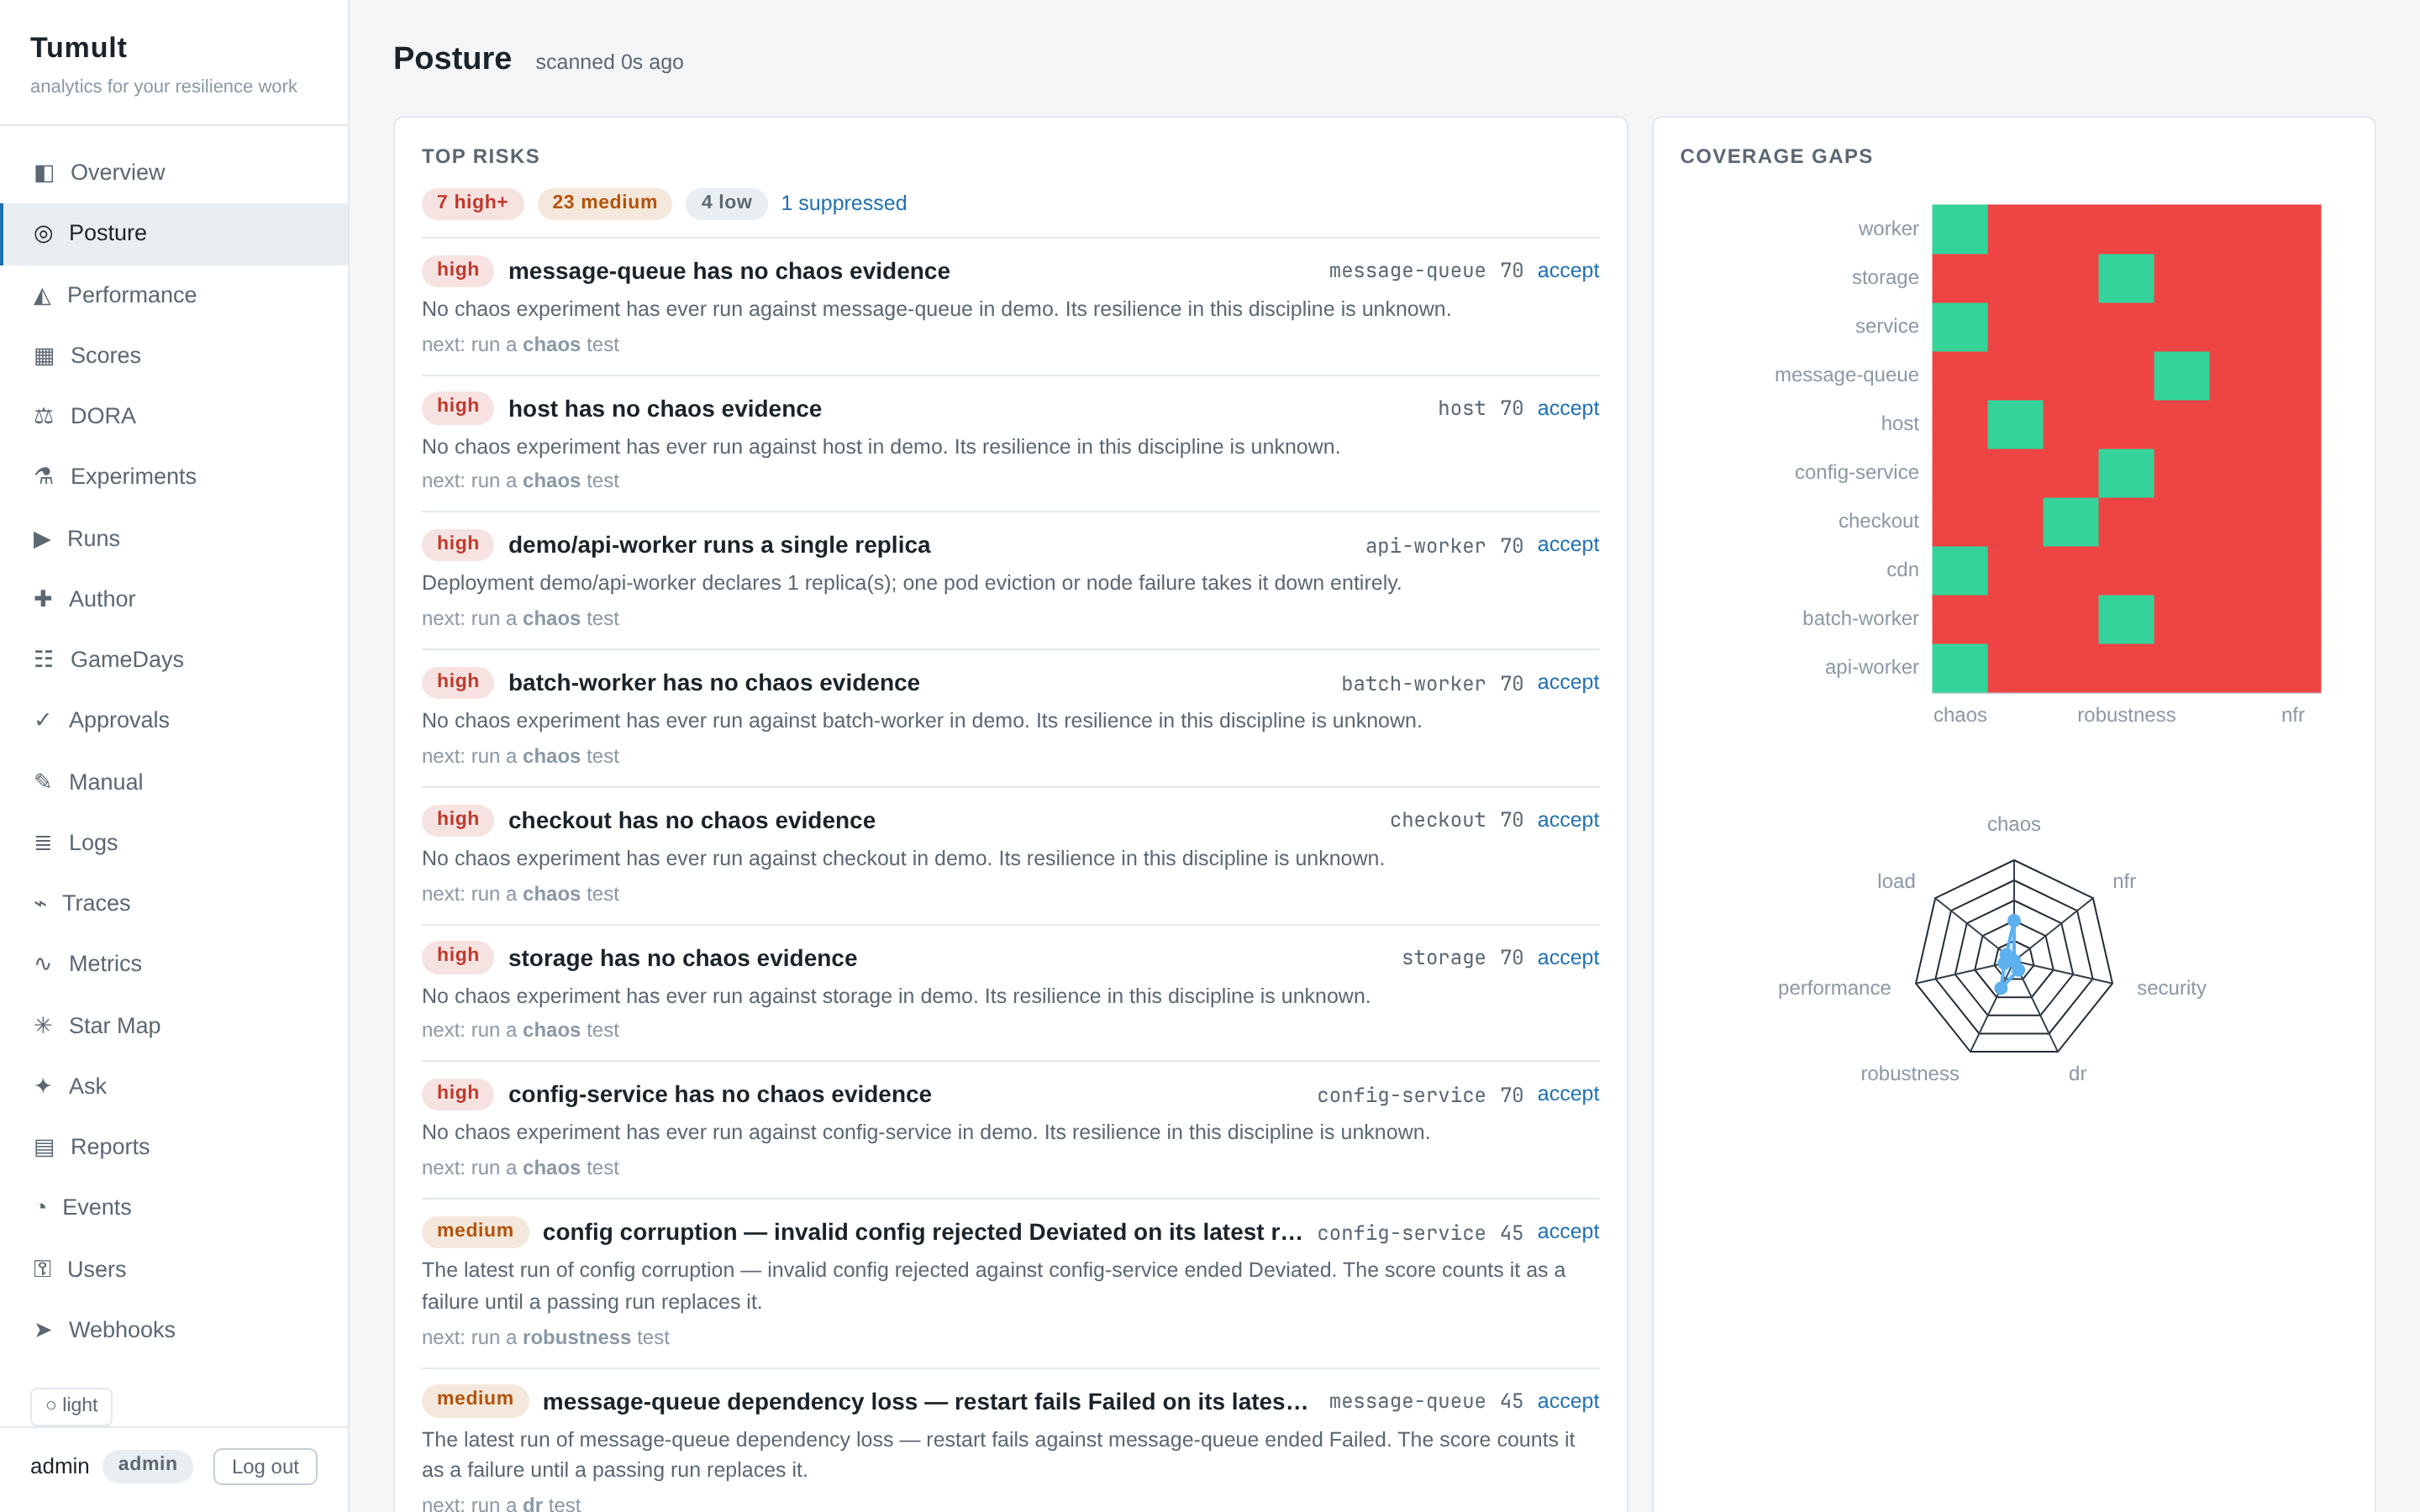 Tumult
analytics for your resilience work
Overview
Posture
Performance
Scores
DORA
Experiments
Runs
Author
GameDays
Approvals
Manual
Logs
Traces
Metrics
Star Map
Ask
Reports
Events
Users
Webhooks
○ light
admin admin Log out
Posture scanned 0s ago
TOP RISKS
7 high+ 23 medium 4 low 1 suppressed
high message-queue has no chaos evidence message-queue 70 accept
No chaos experiment has ever run against message-queue in demo. Its resilience in this discipline is unknown.
next: run a chaos test
high host has no chaos evidence host 70 accept
No chaos experiment has ever run against host in demo. Its resilience in this discipline is unknown.
next: run a chaos test
high demo/api-worker runs a single replica api-worker 70 accept
Deployment demo/api-worker declares 1 replica(s); one pod eviction or node failure takes it down entirely.
next: run a chaos test
high batch-worker has no chaos evidence batch-worker 70 accept
No chaos experiment has ever run against batch-worker in demo. Its resilience in this discipline is unknown.
next: run a chaos test
high checkout has no chaos evidence checkout 70 accept
No chaos experiment has ever run against checkout in demo. Its resilience in this discipline is unknown.
next: run a chaos test
high storage has no chaos evidence storage 70 accept
No chaos experiment has ever run against storage in demo. Its resilience in this discipline is unknown.
next: run a chaos test
high config-service has no chaos evidence config-service 70 accept
No chaos experiment has ever run against config-service in demo. Its resilience in this discipline is unknown.
next: run a chaos test
medium config corruption — invalid config rejected Deviated on its latest r… config-service 45 accept
The latest run of config corruption — invalid config rejected against config-service ended Deviated. The score counts it as a
failure until a passing run replaces it.
next: run a robustness test
medium message-queue dependency loss — restart fails Failed on its lates… message-queue 45 accept
The latest run of message-queue dependency loss — restart fails against message-queue ended Failed. The score counts it
as a failure until a passing run replaces it.
next: run a dr test
COVERAGE GAPS
worker
storage
service
message-queue
host
config-service
checkout
cdn
batch-worker
api-worker
chaos robustness nfr
chaos
load nfr
performance security
robustness dr